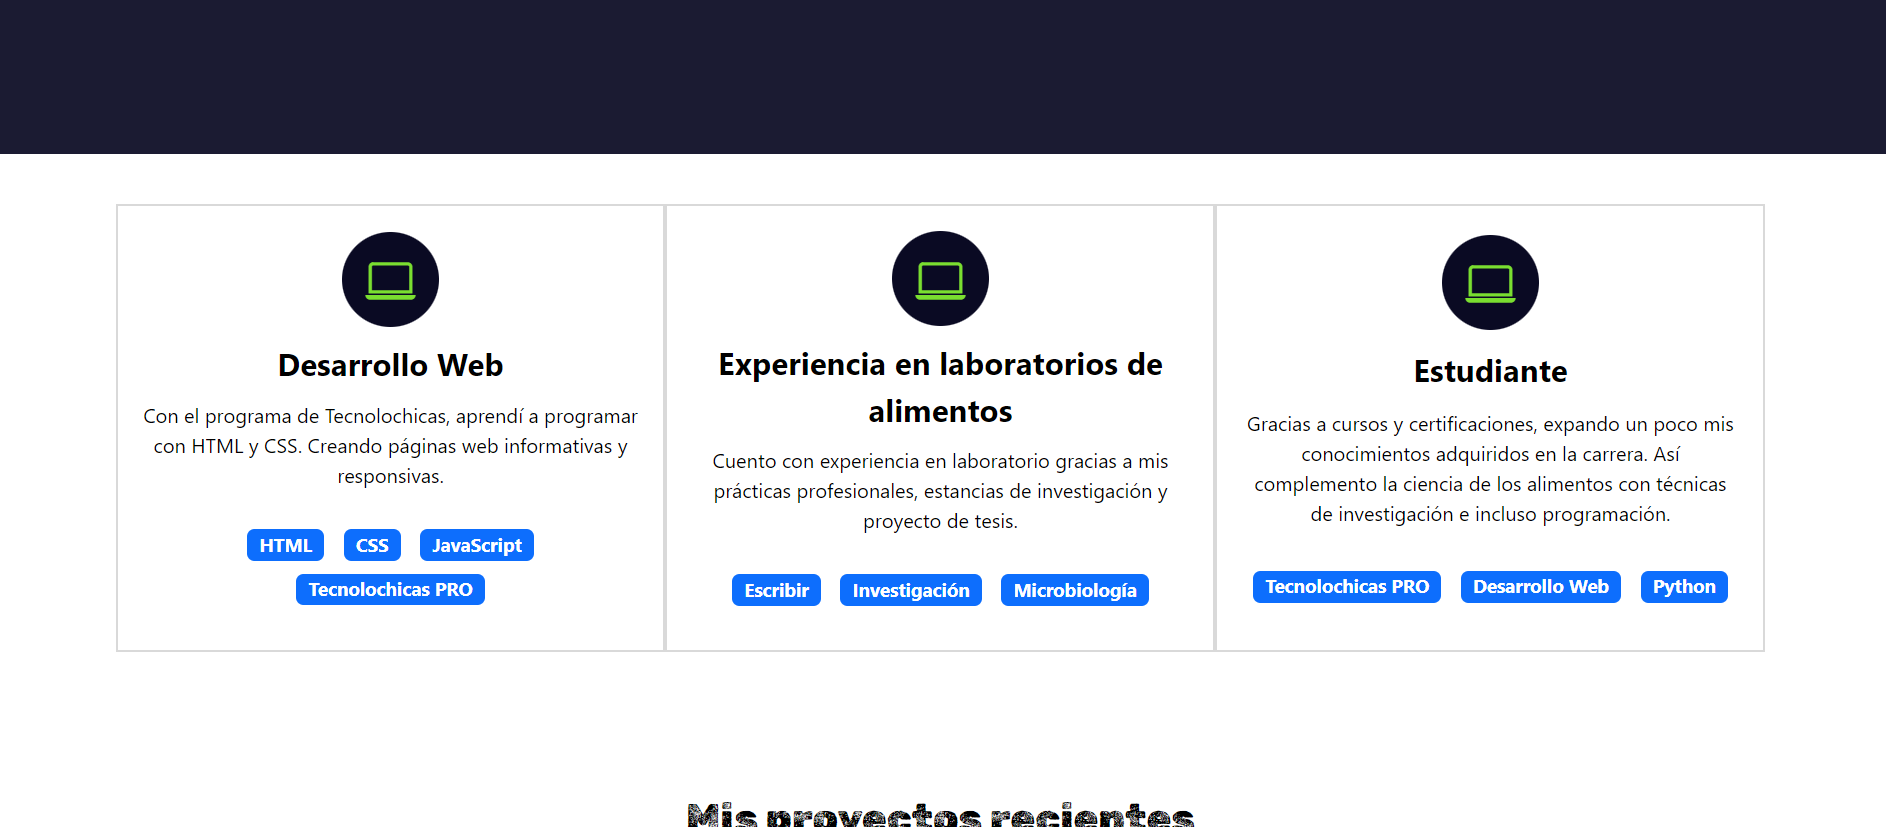 Desarrollo Web
Con el programa de Tecnolochicas, aprendí a programar
con HTML y CSS. Creando páginas web informativas y
responsivas.
HTML CSS JavaScript
Tecnolochicas PRO
Experiencia en laboratorios de
alimentos
Cuento con experiencia en laboratorio gracias a mis
prácticas profesionales, estancias de investigación y
proyecto de tesis.
Escribir Investigación Microbiología
Estudiante
Gracias a cursos y certificaciones, expando un poco mis
conocimientos adquiridos en la carrera. Así
complemento la ciencia de los alimentos con técnicas
de investigación e incluso programación.
Tecnolochicas PRO Desarrollo Web Python
Mis proyectos recientes